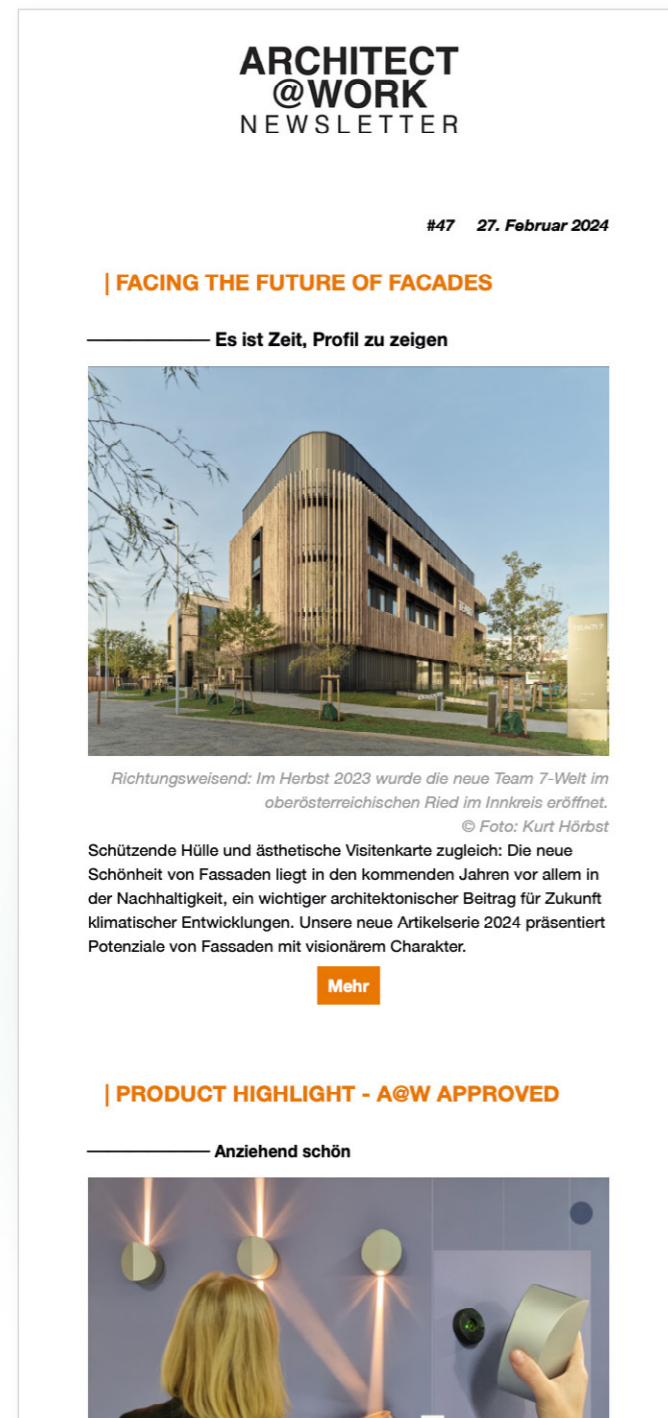 ARCHITECT
@WORK
NEWSLETTER
#47 27. Februar 2024
| FACING THE FUTURE OF FACADES
Es ist Zeit, Profil zu zeigen
TEAM 7
Richtungsweisend: Im Herbst 2023 wurde die neue Team 7-Welt im
oberösterreichischen Ried im Innkreis eröffnet.
© Foto: Kurt Hörbst
Schützende Hülle und ästhetische Visitenkarte zugleich: Die neue
Schönheit von Fassaden liegt in den kommenden Jahren vor allem in
der Nachhaltigkeit, ein wichtiger architektonischer Beitrag für Zukunft
klimatischer Entwicklungen. Unsere neue Artikelserie 2024 präsentiert
Potenziale von Fassaden mit visionärem Charakter.
Mehr
| PRODUCT HIGHLIGHT - A@W APPROVED
Anziehend schön